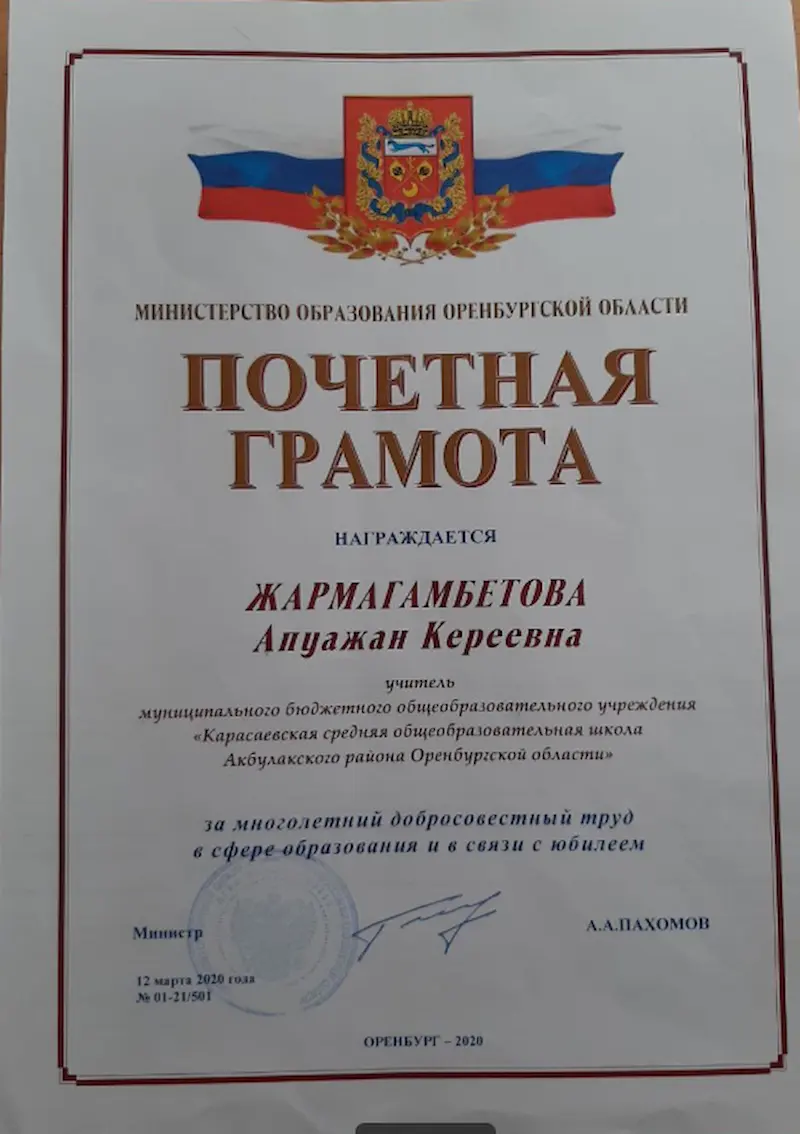 МИНИСТЕРСТВО ОБРАЗОВАНИЯ ОРЕНБУРГСКОЙ ОБЛАСТИ
ПОЧЕТНАЯ
ГРАМОТА
НАГРАЖДАЕТСЯ
ЖАРМАГАМБЕТОВА
Апуажан Кереевна
учитель
муниципального бюджетного общеобразовательного учреждения
«Карасаевская средняя общеобразовательная школа
Акбулакского района Оренбургской области»
за многолетний добросовестный труд
в сфере образования и в связи с юбилеем
Министр
А.А.ПАХОМОВ
12 марта 2020 года
№ 01-21/501
ОРЕНБУРГ – 2020